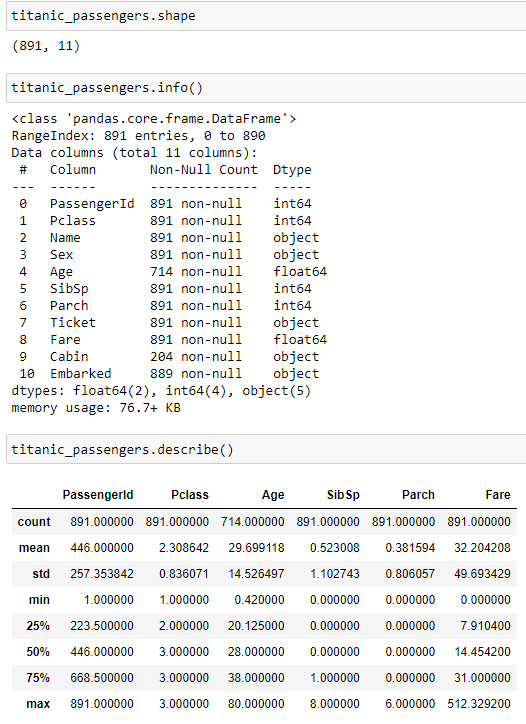 titanic_passengers.shape
(891, 11)
titanic_passengers.info()
<class 'pandas.core.frame.DataFrame'>
RangeIndex: 891 entries, 0 to 890
Data columns (total 11 columns):
 #   Column       Non-Null Count  Dtype
---  ------       --------------  -----
 0   PassengerId  891 non-null    int64
 1   Pclass       891 non-null    int64
 2   Name         891 non-null    object
 3   Sex          891 non-null    object
 4   Age          714 non-null    float64
 5   SibSp        891 non-null    int64
 6   Parch        891 non-null    int64
 7   Ticket       891 non-null    object
 8   Fare         891 non-null    float64
 9   Cabin        204 non-null    object
 10  Embarked     889 non-null    object
dtypes: float64(2), int64(4), object(5)
memory usage: 76.7+ KB
titanic_passengers.describe()
PassengerId Pclass Age SibSp Parch Fare
count 891.000000 891.000000 714.000000 891.000000 891.000000 891.000000
mean 446.000000 2.308642 29.699118 0.523008 0.381594 32.204208
std 257.353842 0.836071 14.526497 1.102743 0.806057 49.693429
min 1.000000 1.000000 0.420000 0.000000 0.000000 0.000000
25% 223.500000 2.000000 20.125000 0.000000 0.000000 7.910400
50% 446.000000 3.000000 28.000000 0.000000 0.000000 14.454200
75% 668.500000 3.000000 38.000000 1.000000 0.000000 31.000000
max 891.000000 3.000000 80.000000 8.000000 6.000000 512.329200